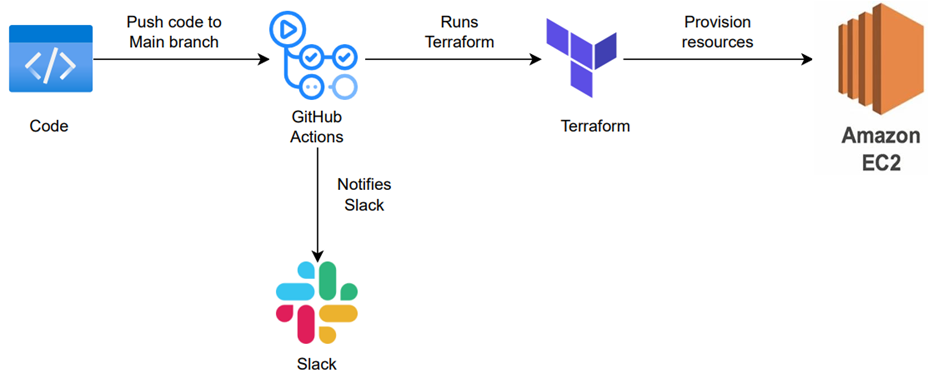 Push code to
Main branch
Runs
Terraform
Provision
resources
</>
Code
GitHub
Actions
Terraform
Amazon
EC2
Notifies
Slack
Slack